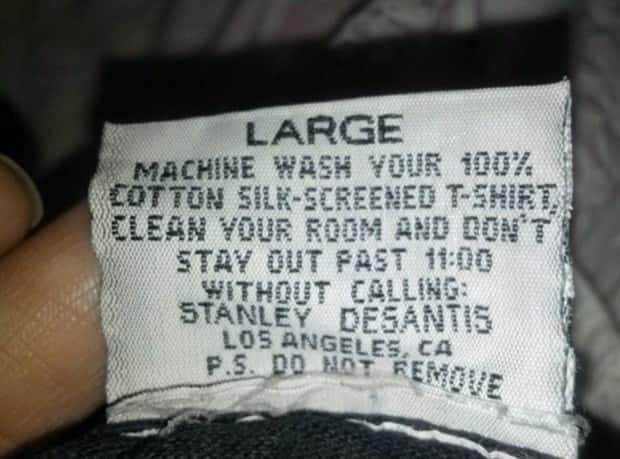 LARGE
MACHINE WASH YOUR 100%
COTTON SILK-SCREENED T-SHIRT,
CLEAN YOUR ROOM AND DON'T
STAY OUT PAST 11:00
WITHOUT CALLING:
STANLEY DESANTIS
LOS ANGELES, CA
P.S. DO NOT REMOVE